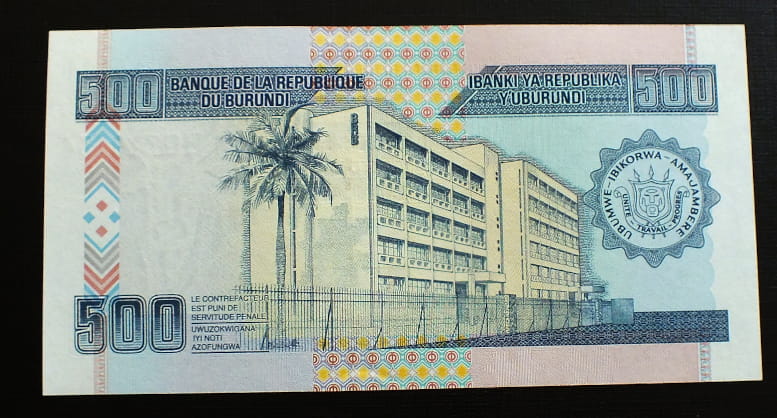 500
BANQUE DE LA REPUBLIQUE
DU BURUNDI
IBANKI YA REPUBLIKA
Y'UBURUNDI
500
UBUMWE - IBIKORWA - AMAJAMBERE
UNITE TRAVAIL PROGRES
500
LE CONTREFACTEUR
EST PUNI DE
SERVITUDE PENALE
UWUZOKWIGANA
IYI NOTI
AZOFUNGWA